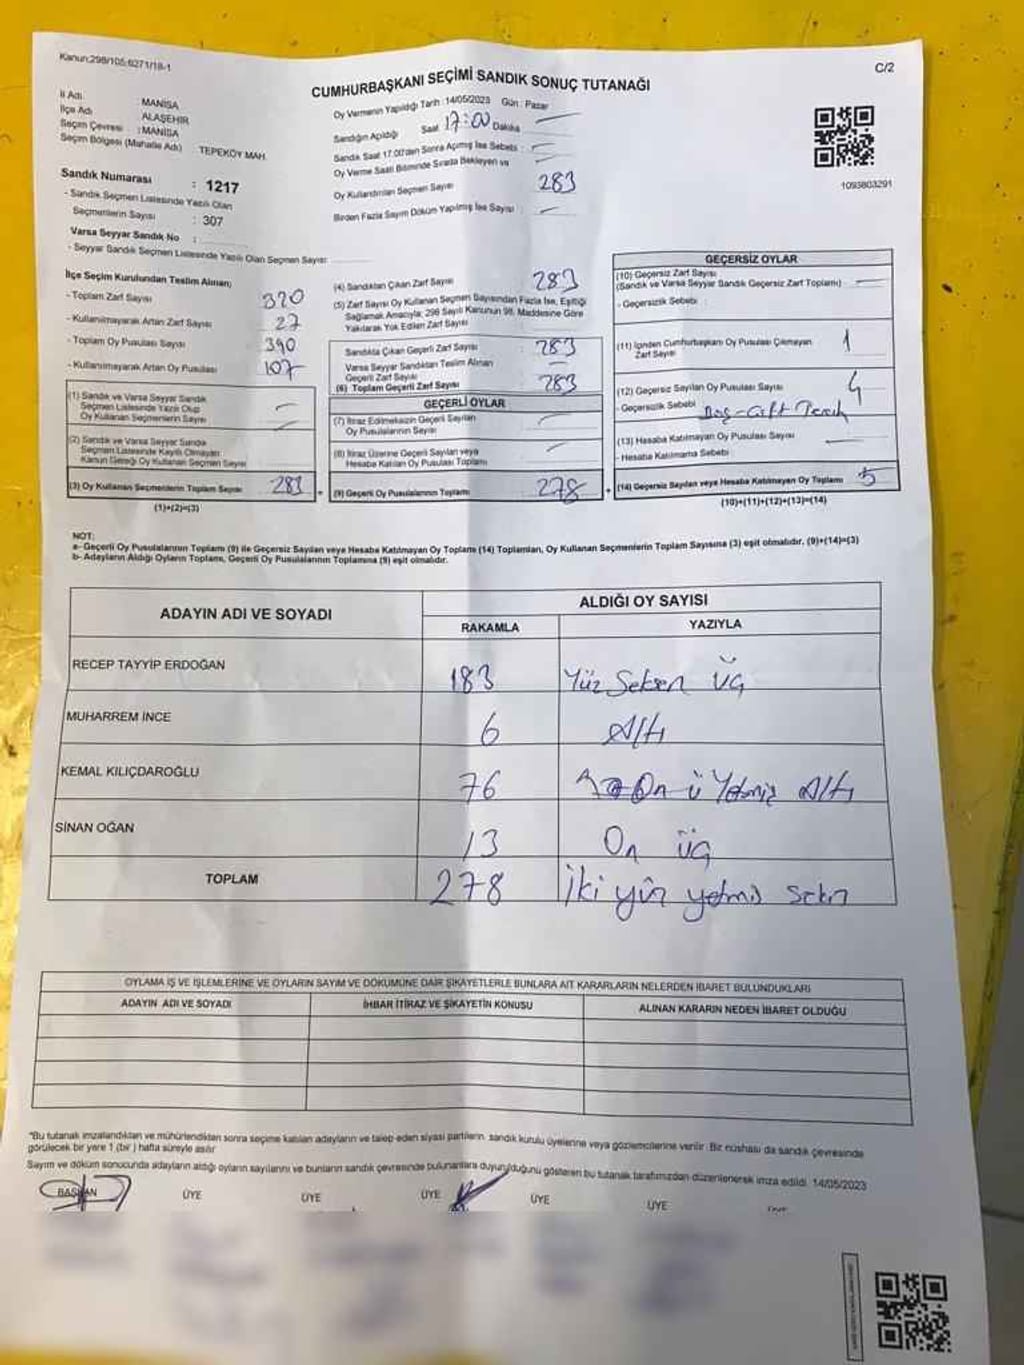 Kanun;298/105;6271/18-1
C/2
CUMHURBAŞKANI SEÇİMİ SANDIK SONUÇ TUTANAĞI
İl Adı : MANİSA
İlçe Adı : ALAŞEHİR
Seçim Çevresi : MANİSA
Seçim Bölgesi (Mahalle Adı) : TEPEKÖY MAH.
Sandık Numarası : 1217
- Sandık Seçmen Listesinde Yazılı Olan
Seçmenlerin Sayısı : 307
Varsa Seyyar Sandık No :
- Seyyar Sandık Seçmen Listesinde Yazılı Olan Seçmen Sayısı :
Oy Vermenin Yapıldığı Tarih : 14/05/2023 Gün : Pazar
Sandığın Açıldığı Saat 17:00 Dakika
Sandık Saat 17.00'den Sonra Açılmış İse Sebebi :
Oy Verme Saati Bitiminde Sırada Bekleyen ve
Oy Kullandırılan Seçmen Sayısı 283
Birden Fazla Sayım Döküm Yapılmış İse Sayısı :
1093803291
İlçe Seçim Kurulundan Teslim Alınan;
- Toplam Zarf Sayısı 320
- Kullanılmayarak Artan Zarf Sayısı 27
- Toplam Oy Pusulası Sayısı 390
- Kullanılmayarak Artan Oy Pusulası 107
(1) Sandık ve Varsa Seyyar Sandık
Seçmen Listesinde Yazılı Olup
Oy Kullanan Seçmenlerin Sayısı
(2) Sandık ve Varsa Seyyar Sandık
Seçmen Listesinde Kayıtlı Olmayan
Kanun Gereği Oy Kullanan Seçmen Sayısı
(3) Oy Kullanan Seçmenlerin Toplam Sayısı 283
(1)+(2)=(3)
(4) Sandıktan Çıkan Zarf Sayısı 283
(5) Zarf Sayısı Oy Kullanan Seçmen Sayısından Fazla İse, Eşitliği
Sağlamak Amacıyla; 298 Sayılı Kanunun 98. Maddesine Göre
Yakılarak Yok Edilen Zarf Sayısı
Sandıkta Çıkan Geçerli Zarf Sayısı : 283
Varsa Seyyar Sandıktan Teslim Alınan
Geçerli Zarf Sayısı
(6) Toplam Geçerli Zarf Sayısı 283
GEÇERLİ OYLAR
(7) İtiraz Edilmeksizin Geçerli Sayılan
Oy Pusulalarının Sayısı
(8) İtiraz Üzerine Geçerli Sayılan veya
Hesaba Katılan Oy Pusulası Toplamı
(9) Geçerli Oy Pusulalarının Toplamı 278
GEÇERSİZ OYLAR
(10) Geçersiz Zarf Sayısı
(Sandık ve Varsa Seyyar Sandık Geçersiz Zarf Toplamı)
- Geçersizlik Sebebi :
(11) İçinden Cumhurbaşkanı Oy Pusulası Çıkmayan
Zarf Sayısı 1
(12) Geçersiz Sayılan Oy Pusulası Sayısı 4
- Geçersizlik Sebebi : Boş-Çift Tercih
(13) Hesaba Katılmayan Oy Pusulası Sayısı
- Hesaba Katılmama Sebebi :
(14) Geçersiz Sayılan veya Hesaba Katılmayan Oy Toplamı 5
(10)+(11)+(12)+(13)=(14)
NOT:
a- Geçerli Oy Pusulalarının Toplamı (9) ile Geçersiz Sayılan veya Hesaba Katılmayan Oy Toplamı (14) Toplamları, Oy Kullanan Seçmenlerin Toplam Sayısına (3) eşit olmalıdır. (9)+(14)=(3)
b- Adayların Aldığı Oyların Toplamı, Geçerli Oy Pusulalarının Toplamına (9) eşit olmalıdır.
ADAYIN ADI VE SOYADI
ALDIĞI OY SAYISI
RAKAMLA YAZIYLA
RECEP TAYYİP ERDOĞAN 183 Yüz Seksen Üç
MUHARREM İNCE 6 Altı
KEMAL KILIÇDAROĞLU 76 On ü Yetmiş Altı
SİNAN OĞAN 13 On üç
TOPLAM 278 İki yüz yetmiş sekiz
OYLAMA İŞ VE İŞLEMLERİNE VE OYLARIN SAYIM VE DÖKÜMÜNE DAİR ŞİKAYETLERLE BUNLARA AİT KARARLARIN NELERDEN İBARET BULUNDUKLARI
ADAYIN ADI VE SOYADI İHBAR İTİRAZ VE ŞİKAYETİN KONUSU ALINAN KARARIN NEDEN İBARET OLDUĞU
*Bu tutanak imzalandıktan ve mühürlendikten sonra seçime katılan adayların ve talep eden siyasi partilerin sandık kurulu üyelerine veya gözlemcilerine verilir. Bir nüshası da sandık çevresinde
görülecek bir yere 1 (bir) hafta süreyle asılır.
Sayım ve döküm sonucunda adayların aldığı oyların sayılarını ve bunların sandık çevresinde bulunanlara duyurulduğunu gösteren bu tutanak tarafımızdan düzenlenerek imza edildi. 14/05/2023
BAŞKAN ÜYE ÜYE ÜYE ÜYE ÜYE ÜYE